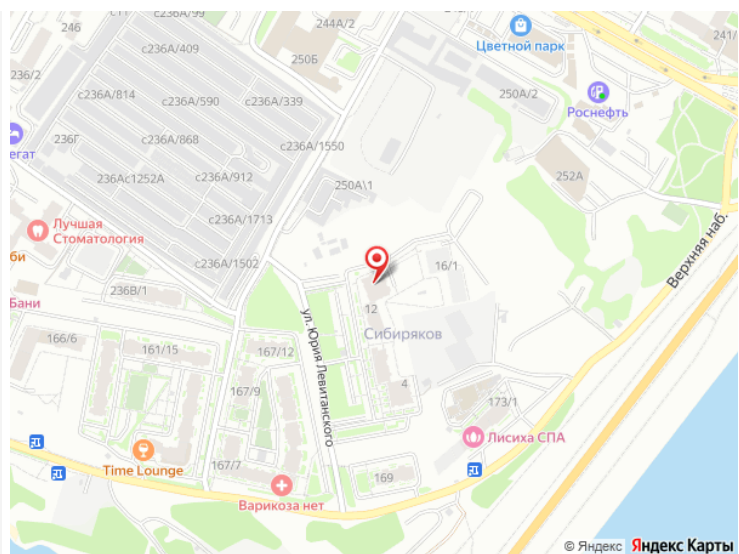 с236А/99
242А
244А/2
246
Цветной парк
241/
с236А/409
250Б
236/2
с236А/814
с236А/590
с236А/339
250А/2
Роснефть
236Г
с236А/868
с236А/1550
егат
236Ас1252А
с236А/912
252А
250А\1
с236А/1713
Лучшая
Стоматология
Верхняя наб.
би
с236А/1502
16/1
236В/1
Бани
12
166/6
Сибиряков
161/15
167/12
ул. Юрия Левитанского
167/9
4
173/1
Лисиха СПА
Time Lounge
167/7
169
Варикоза нет
© Яндекс Яндекс Карты